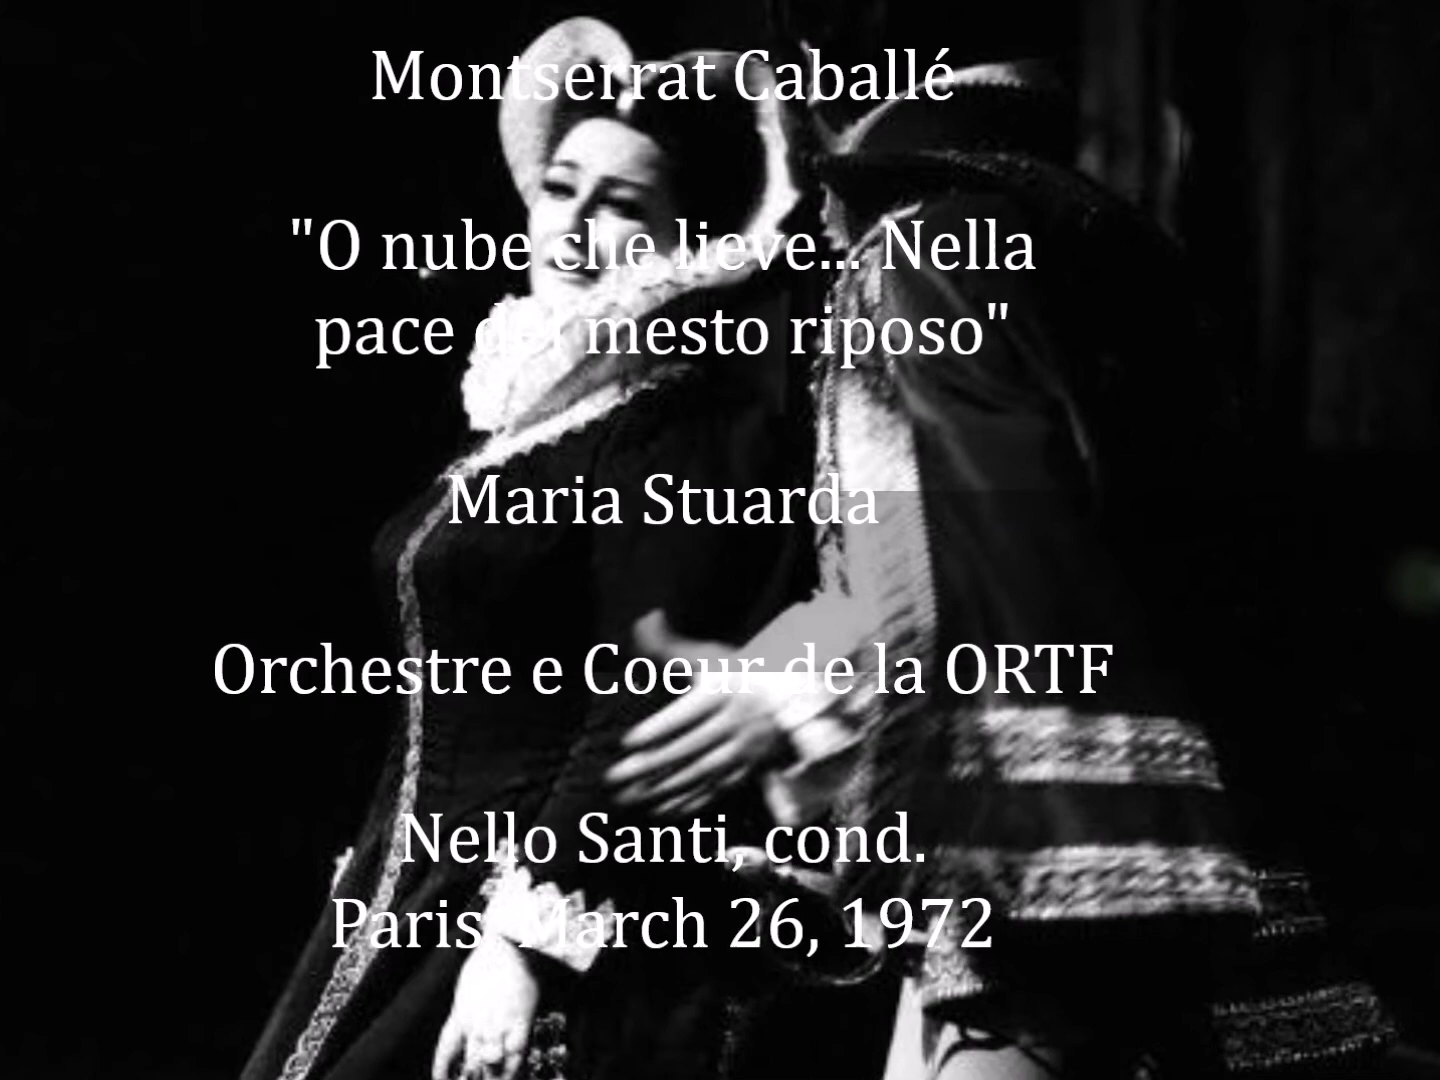 Montserrat Caballé
"O nube che lieve... Nella
pace del mesto riposo"
Maria Stuarda
Orchestre e Coeur de la ORTF
Nello Santi, cond.
Paris, March 26, 1972